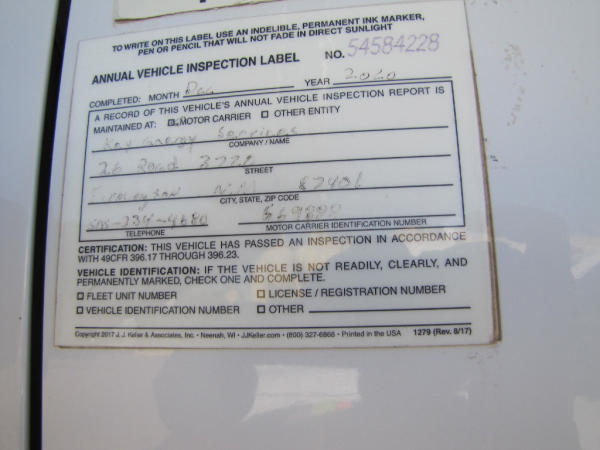 TO WRITE ON THIS LABEL USE AN INDELIBLE, PERMANENT INK MARKER,
PEN OR PENCIL THAT WILL NOT FADE IN DIRECT SUNLIGHT
ANNUAL VEHICLE INSPECTION LABEL NO. 54584228
COMPLETED: MONTH Dec YEAR 2020
A RECORD OF THIS VEHICLE'S ANNUAL VEHICLE INSPECTION REPORT IS
MAINTAINED AT: ☐ MOTOR CARRIER ☐ OTHER ENTITY
Energy Services
COMPANY / NAME
26 Road
STREET
87401
CITY, STATE, ZIP CODE
TELEPHONE MOTOR CARRIER IDENTIFICATION NUMBER
CERTIFICATION: THIS VEHICLE HAS PASSED AN INSPECTION IN ACCORDANCE
WITH 49CFR 396.17 THROUGH 396.23.
VEHICLE IDENTIFICATION: IF THE VEHICLE IS NOT READILY, CLEARLY, AND
PERMANENTLY MARKED, CHECK ONE AND COMPLETE.
☐ FLEET UNIT NUMBER ☐ LICENSE / REGISTRATION NUMBER
☐ VEHICLE IDENTIFICATION NUMBER ☐ OTHER
Copyright 2017 J. J. Keller & Associates, Inc. • Neenah, WI • JJKeller.com • (800) 327-6868 • Printed in the USA 1279 (Rev. 8/17)